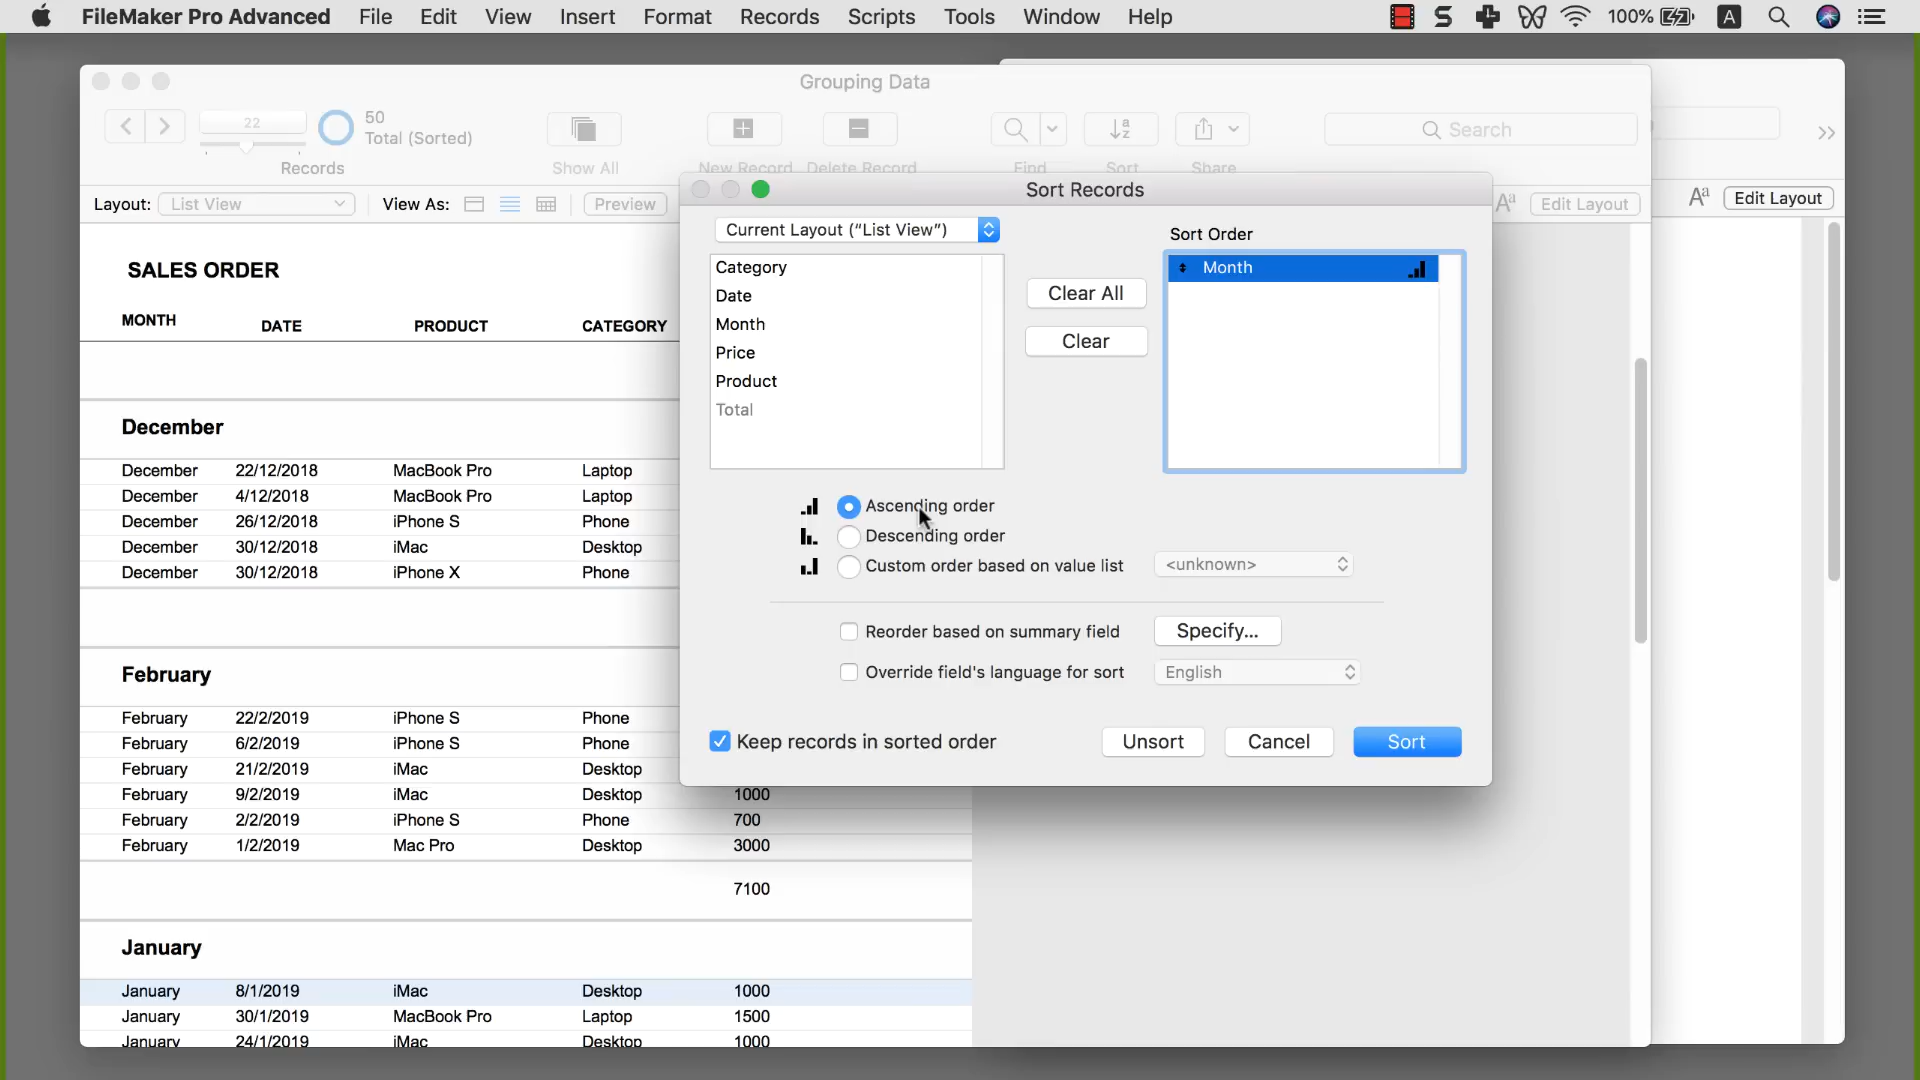 FileMaker Pro Advanced File Edit View Insert Format Records Scripts Tools Window Help 100% A
Grouping Data
22
50
Total (Sorted)
Records
Show All
New Record
Delete Record
Find
Sort
Share
Search
Layout: List View View As: Preview Aª Edit Layout
Aª Edit Layout
SALES ORDER
MONTH DATE PRODUCT CATEGORY
December
December 22/12/2018 MacBook Pro Laptop
December 4/12/2018 MacBook Pro Laptop
December 26/12/2018 iPhone S Phone
December 30/12/2018 iMac Desktop
December 30/12/2018 iPhone X Phone
February
February 22/2/2019 iPhone S Phone
February 6/2/2019 iPhone S Phone
February 21/2/2019 iMac Desktop
February 9/2/2019 iMac Desktop 1000
February 2/2/2019 iPhone S Phone 700
February 1/2/2019 Mac Pro Desktop 3000
7100
January
January 8/1/2019 iMac Desktop 1000
January 30/1/2019 MacBook Pro Laptop 1500
January 24/1/2019 iMac Desktop 1000
Sort Records
Current Layout (“List View”)
Category
Date
Month
Price
Product
Total
Clear All
Clear
Sort Order
Month
Ascending order
Descending order
Custom order based on value list <unknown>
Reorder based on summary field Specify...
Override field's language for sort English
Keep records in sorted order Unsort Cancel Sort